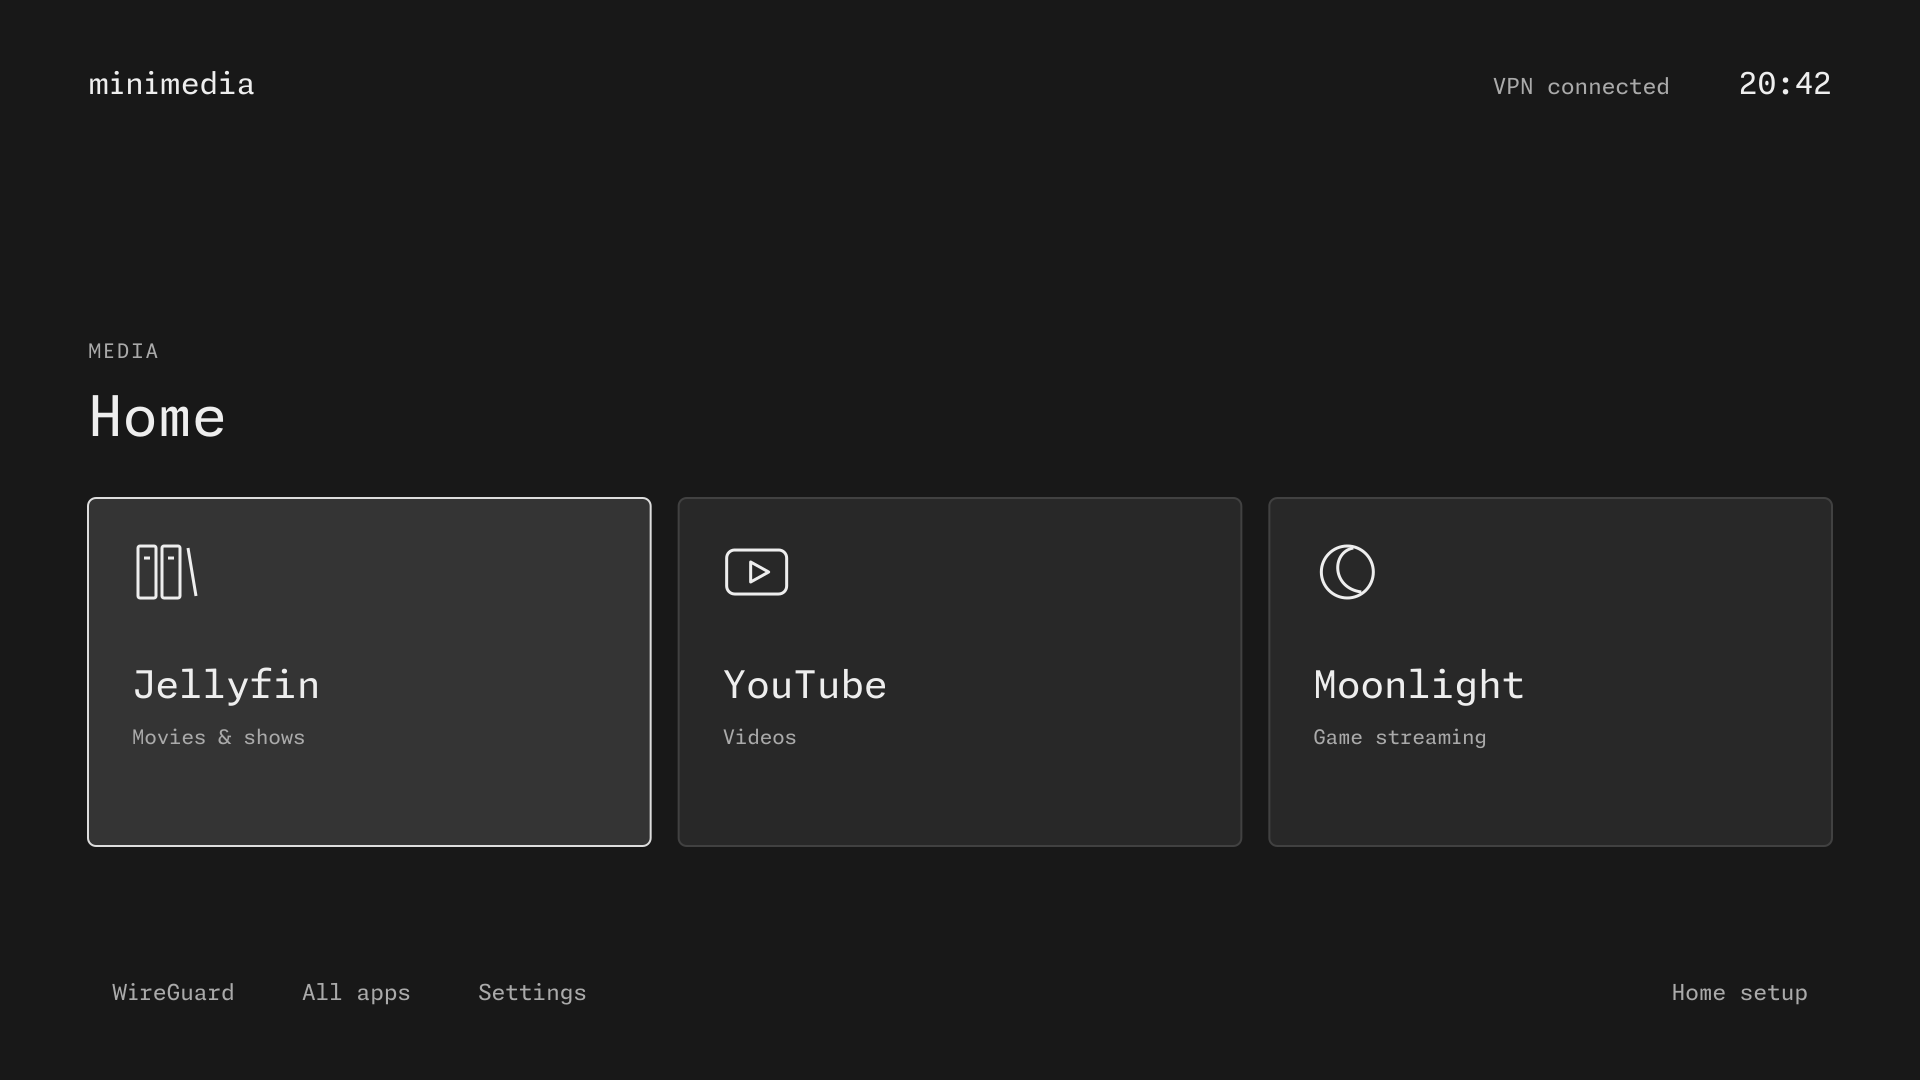 minimedia
VPN connected
20:42
MEDIA
Home
Jellyfin
Movies & shows
YouTube
Videos
Moonlight
Game streaming
WireGuard
All apps
Settings
Home setup